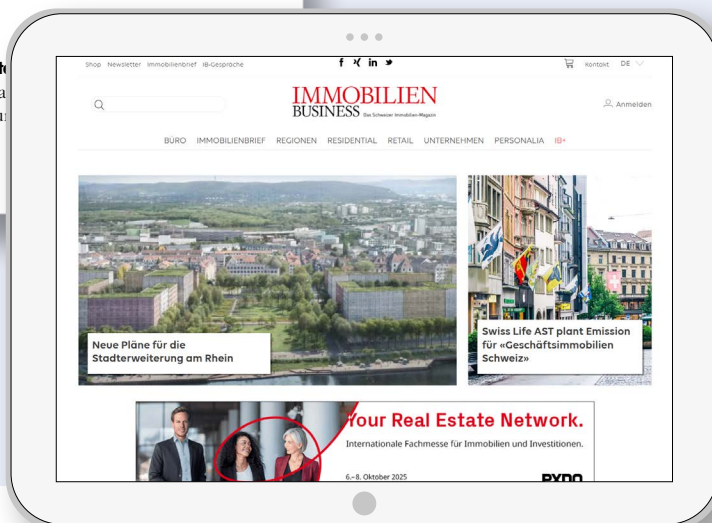 Shop Newsletter Immobilienbrief IB-Gespräche
Kontakt DE
IMMOBILIEN
BUSINESS Das Schweizer Immobilien-Magazin
Anmelden
BÜRO IMMOBILIENBRIEF REGIONEN RESIDENTIAL RETAIL UNTERNEHMEN PERSONALIA IB+
Neue Pläne für die
Stadterweiterung am Rhein
Swiss Life AST plant Emission
für «Geschäftsimmobilien
Schweiz»
Your Real Estate Network.
Internationale Fachmesse für Immobilien und Investitionen.
6.–8. Oktober 2025